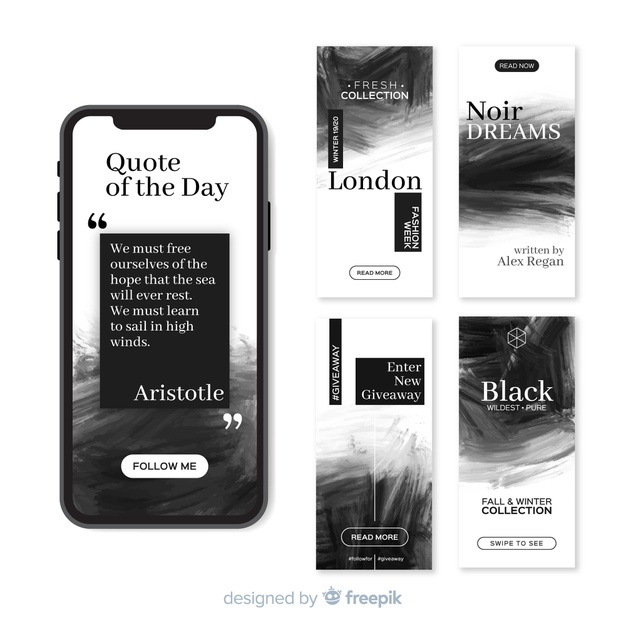 Quote
of the Day
“
We must free
ourselves of the
hope that the sea
will ever rest.
We must learn
to sail in high
winds.
Aristotle
”
FOLLOW ME
• FRESH •
COLLECTION
WINTER 19/20
London
FASHION
WEEK
READ MORE
READ NOW
Noir
DREAMS
written by
Alex Regan
#GIVEAWAY
Enter
New
Giveaway
READ MORE
#followfor | #giveaway
Black
WILDEST • PURE
FALL & WINTER
COLLECTION
SWIPE TO SEE
designed by freepik